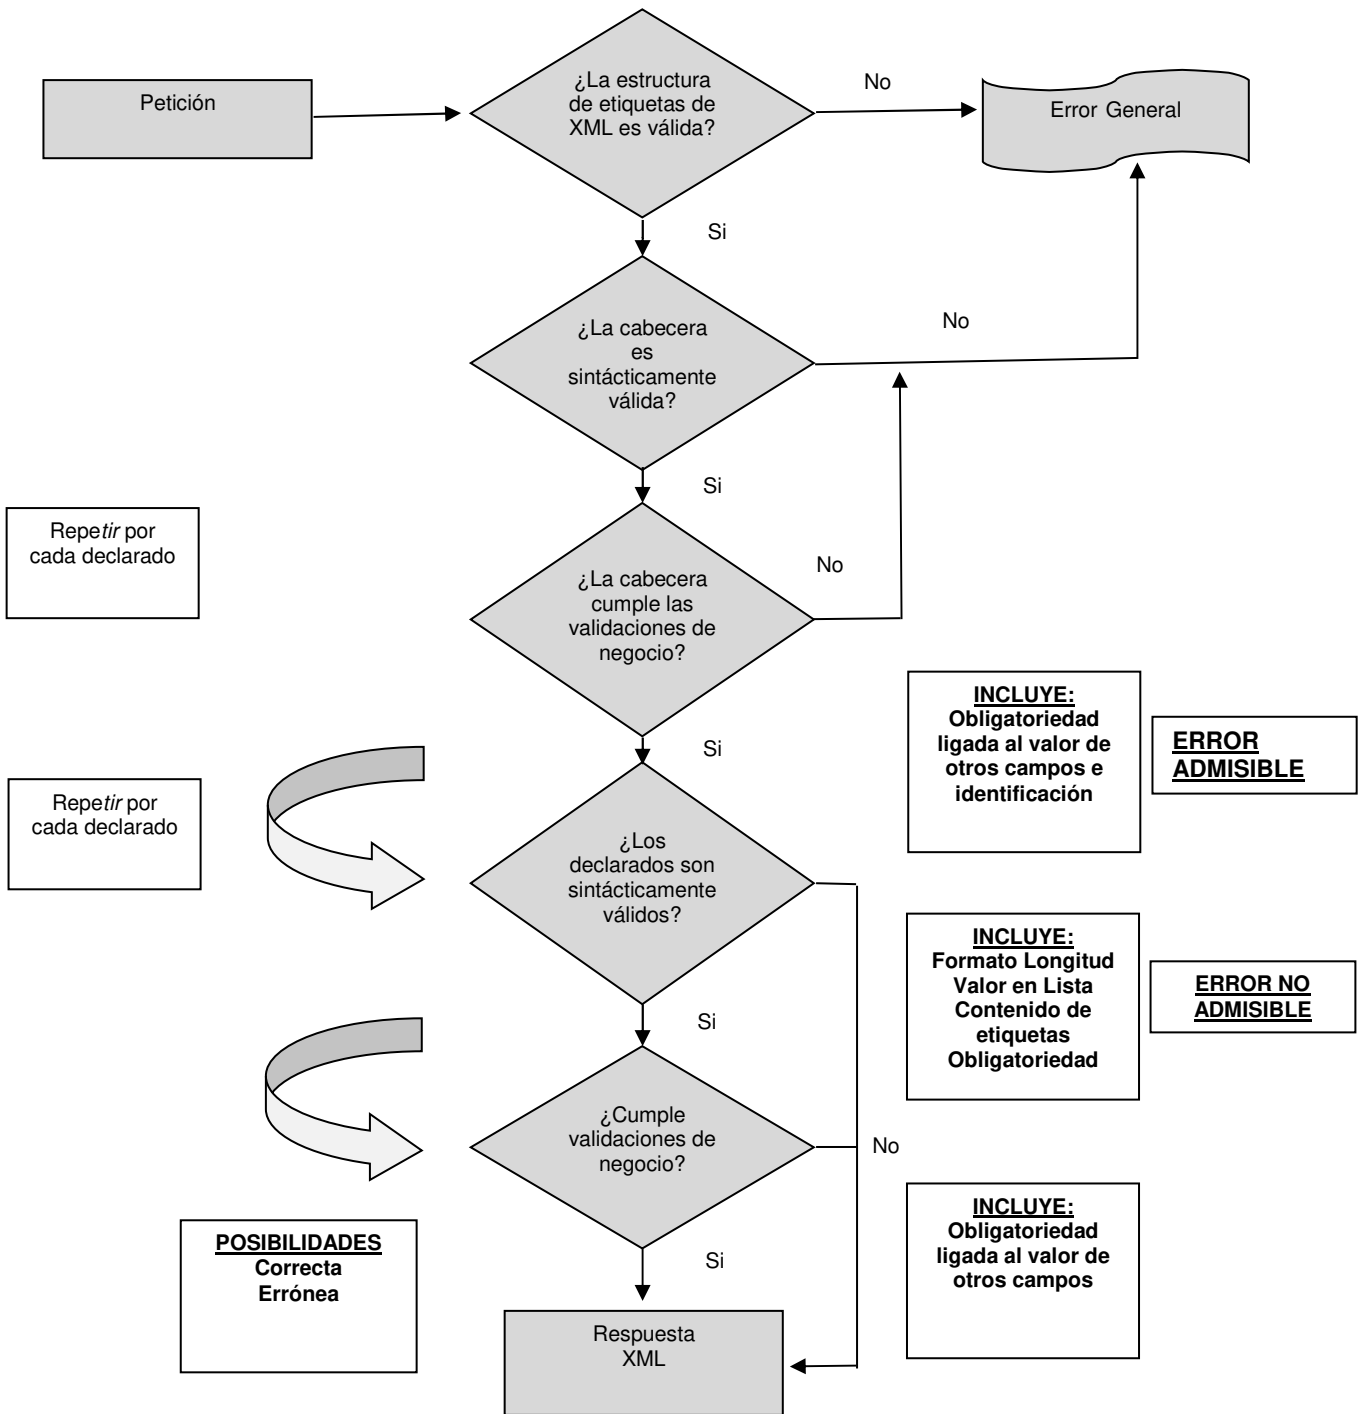 Petición
¿La estructura
de etiquetas de
XML es válida?
No
Error General
Si
¿La cabecera
es
sintácticamente
válida?
No
Si
Repetir por
cada declarado
¿La cabecera
cumple las
validaciones de
negocio?
No
INCLUYE:
Obligatoriedad
ligada al valor de
otros campos e
identificación
ERROR
ADMISIBLE
Si
Repetir por
cada declarado
¿Los
declarados son
sintácticamente
válidos?
INCLUYE:
Formato Longitud
Valor en Lista
Contenido de
etiquetas
Obligatoriedad
ERROR NO
ADMISIBLE
Si
¿Cumple
validaciones de
negocio?
No
INCLUYE:
Obligatoriedad
ligada al valor de
otros campos
POSIBILIDADES
Correcta
Errónea
Si
Respuesta
XML